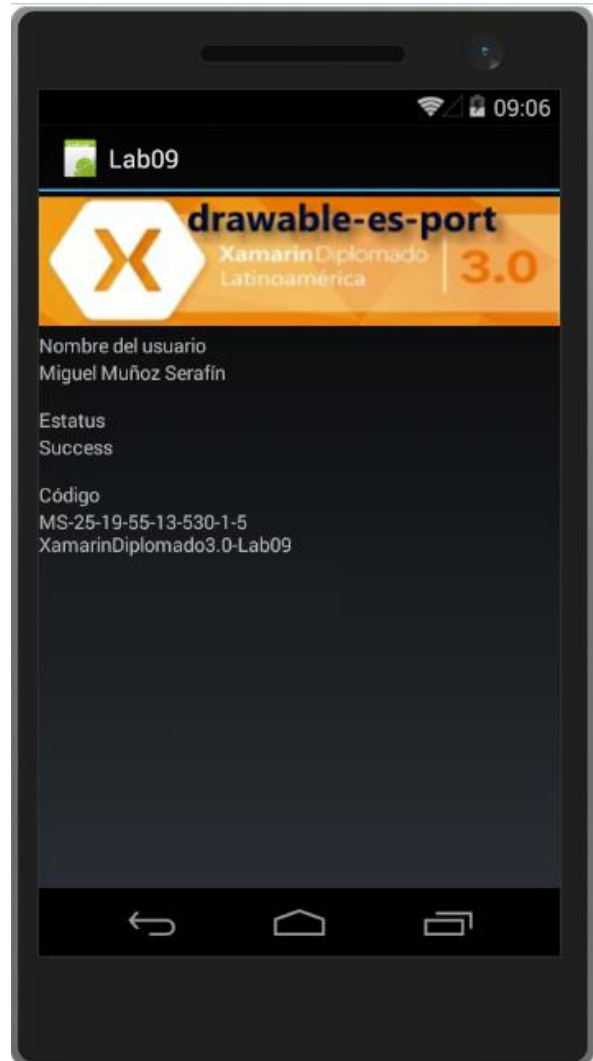 09:06
Lab09
drawable-es-port
X
Xamarin Diplomado
Latinoamérica
3.0
Nombre del usuario
Miguel Muñoz Serafín
Estatus
Success
Código
MS-25-19-55-13-530-1-5
XamarinDiplomado3.0-Lab09